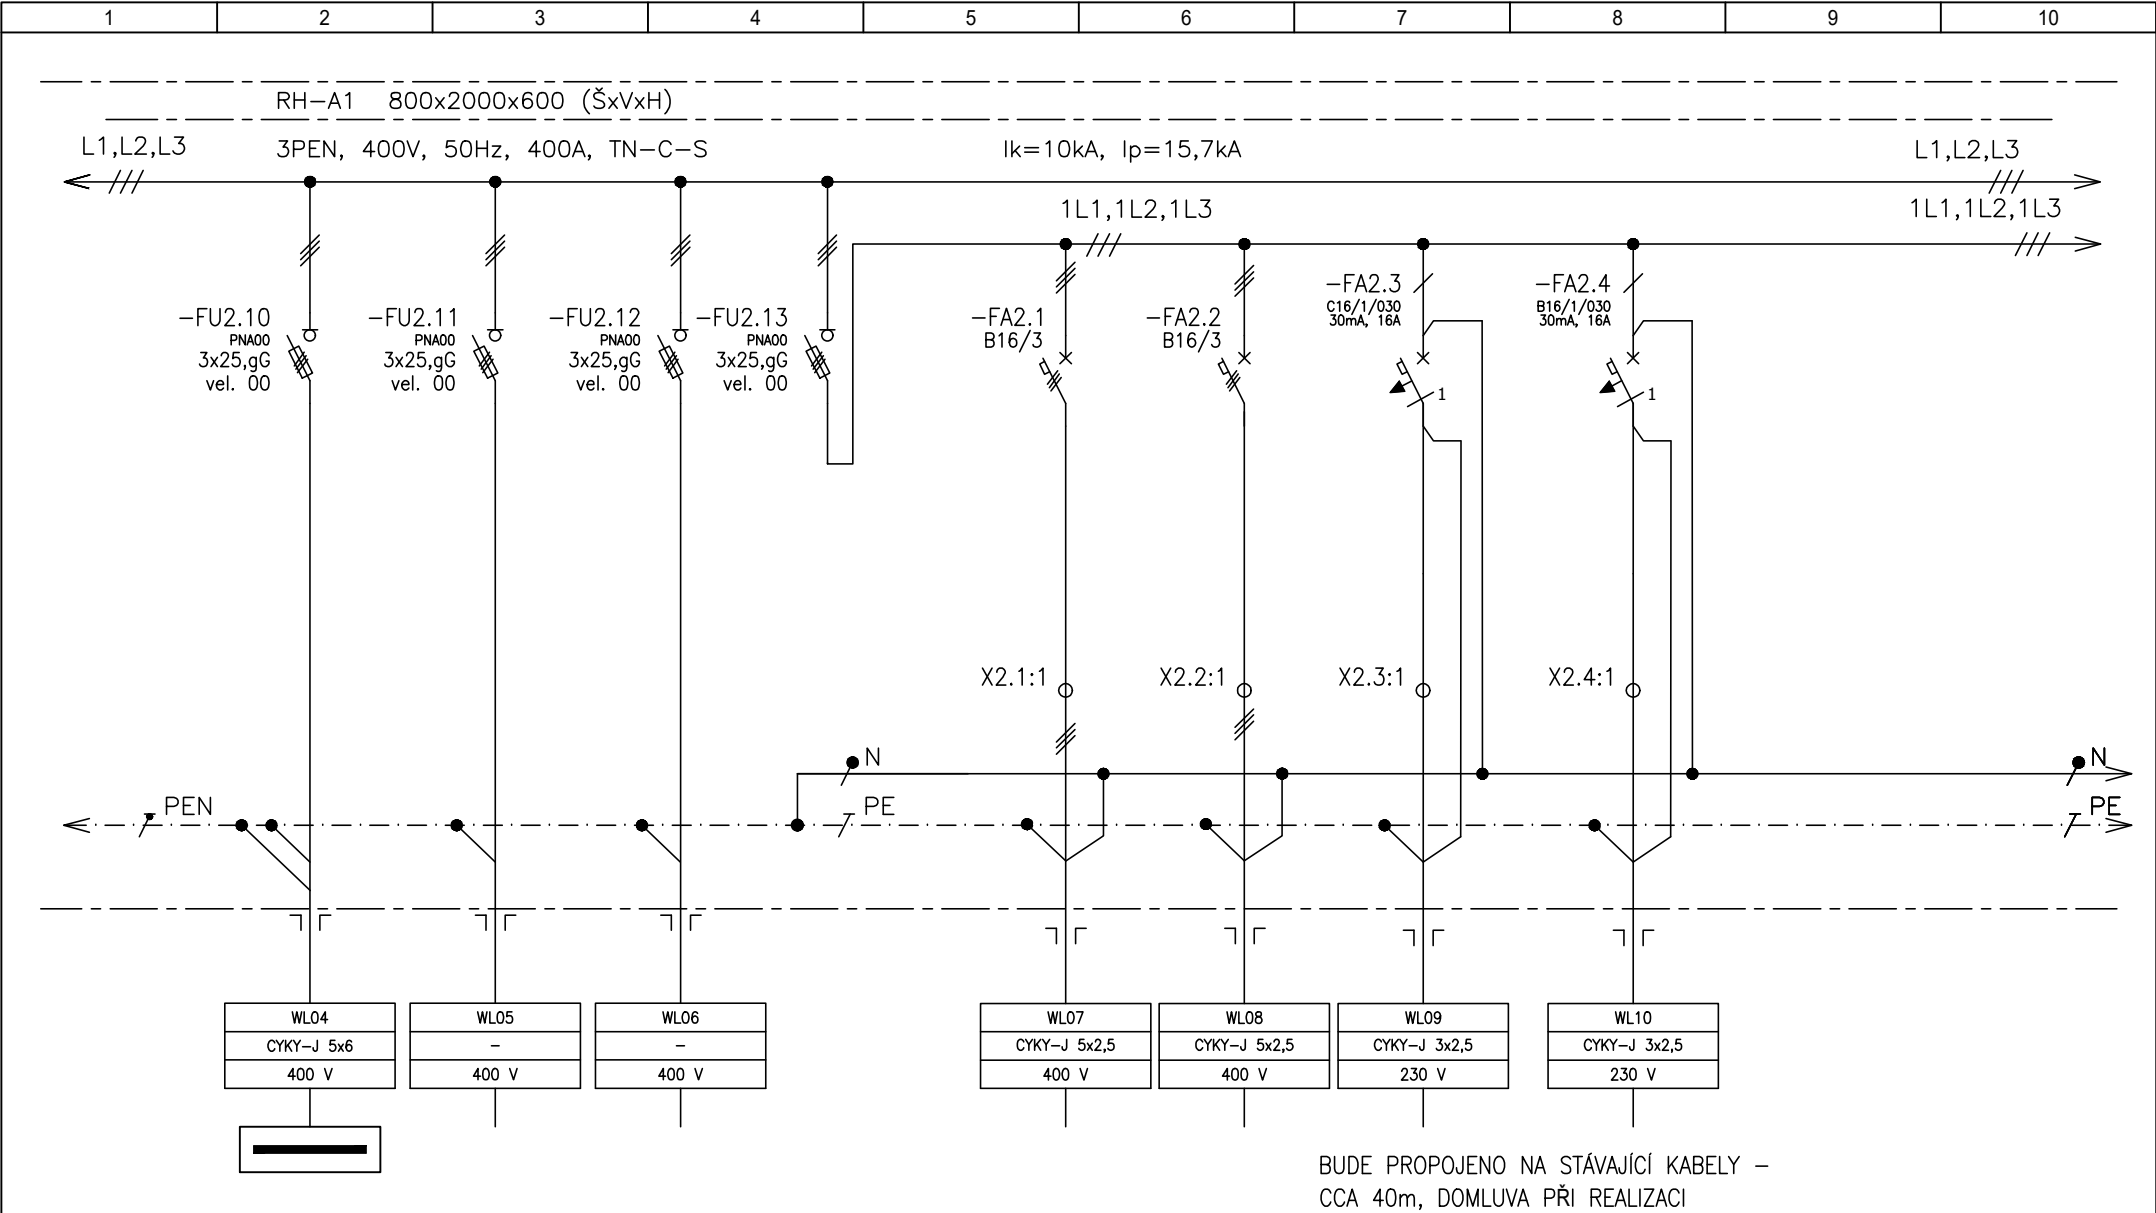 1 2 3 4 5 6 7 8 9 10
RH-A1 800x2000x600 (ŠxVxH)
L1,L2,L3 3PEN, 400V, 50Hz, 400A, TN-C-S Ik=10kA, Ip=15,7kA L1,L2,L3
1L1,1L2,1L3 1L1,1L2,1L3
-FU2.10
PNA00
3x25,gG
vel. 00
-FU2.11
PNA00
3x25,gG
vel. 00
-FU2.12
PNA00
3x25,gG
vel. 00
-FU2.13
PNA00
3x25,gG
vel. 00
-FA2.1
B16/3
-FA2.2
B16/3
-FA2.3
C16/1/030
30mA, 16A
1
-FA2.4
B16/1/030
30mA, 16A
1
X2.1:1 X2.2:1 X2.3:1 X2.4:1
N N
PEN PE PE
WL04
CYKY-J 5x6
400 V
WL05
-
400 V
WL06
-
400 V
WL07
CYKY-J 5x2,5
400 V
WL08
CYKY-J 5x2,5
400 V
WL09
CYKY-J 3x2,5
230 V
WL10
CYKY-J 3x2,5
230 V
BUDE PROPOJENO NA STÁVAJÍCÍ KABELY -
CCA 40m, DOMLUVA PŘI REALIZACI